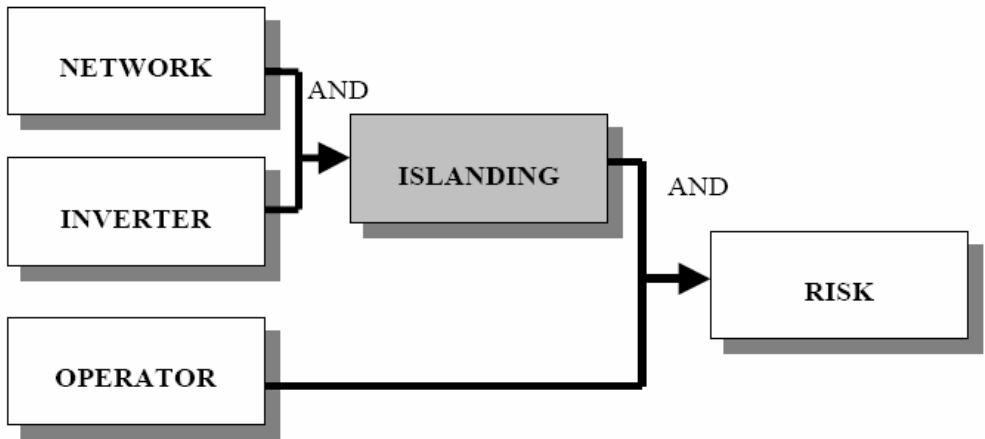 NETWORK
AND
INVERTER
ISLANDING
AND
OPERATOR
RISK